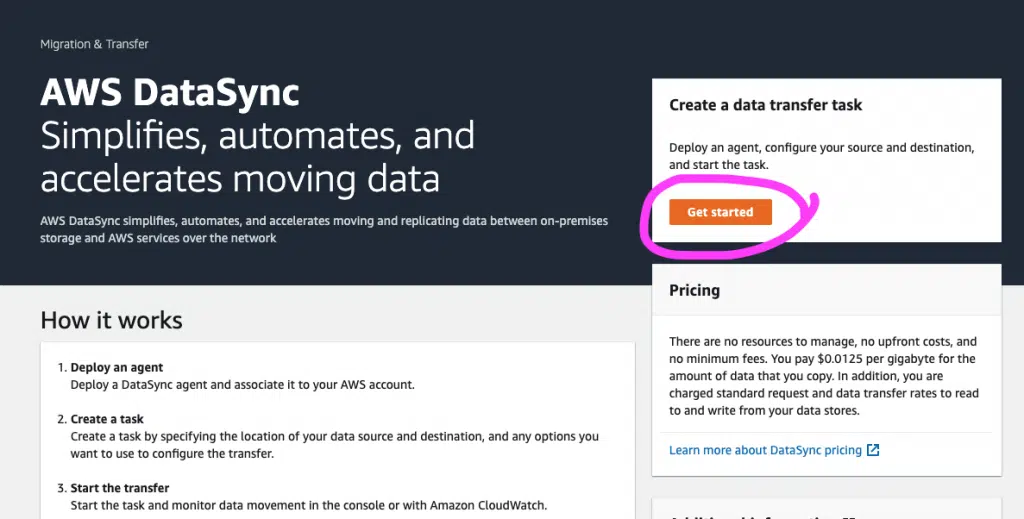 Migration & Transfer
AWS DataSync
Simplifies, automates, and
accelerates moving data
AWS DataSync simplifies, automates, and accelerates moving and replicating data between on-premises
storage and AWS services over the network
Create a data transfer task
Deploy an agent, configure your source and destination,
and start the task.
Get started
Pricing
There are no resources to manage, no upfront costs, and
no minimum fees. You pay $0.0125 per gigabyte for the
amount of data that you copy. In addition, you are
charged standard request and data transfer rates to read
to and write from your data stores.
Learn more about DataSync pricing
How it works
1. Deploy an agent
Deploy a DataSync agent and associate it to your AWS account.
2. Create a task
Create a task by specifying the location of your data source and destination, and any options you
want to use to configure the transfer.
3. Start the transfer
Start the task and monitor data movement in the console or with Amazon CloudWatch.